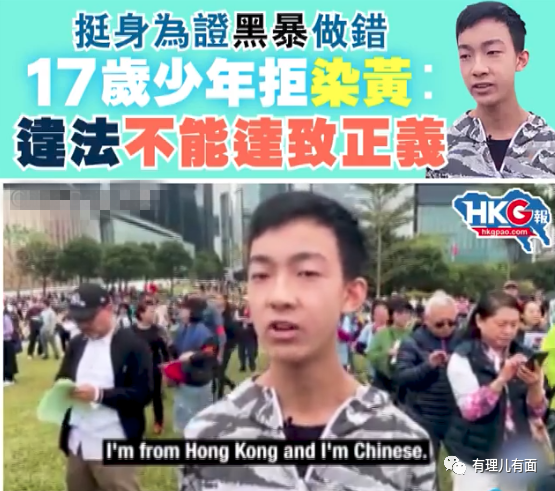 挺身為證黑暴做錯
17歲少年拒染黃：
違法不能達致正義
HKG報
hkgpao.com
I'm from Hong Kong and I'm Chinese.
有理儿有面